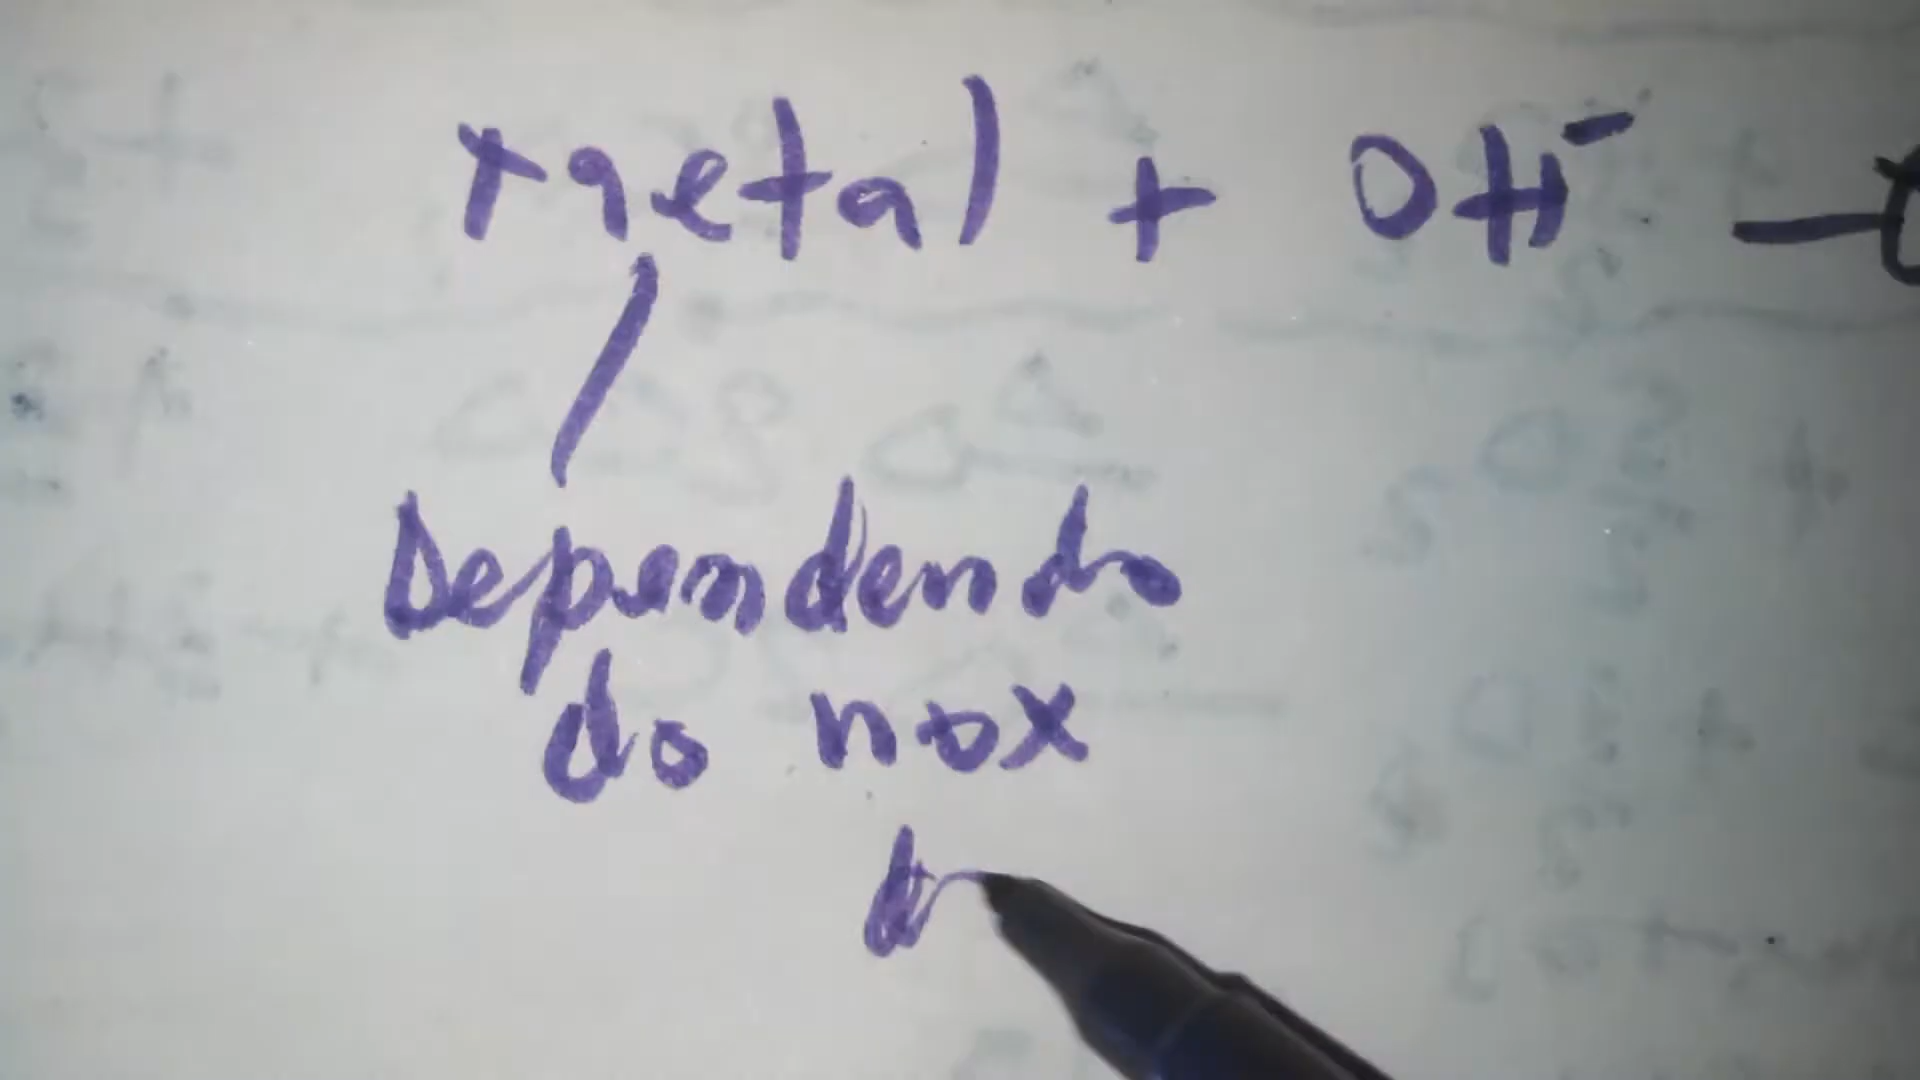 metal + OH⁻
Dependendo
do nox
d